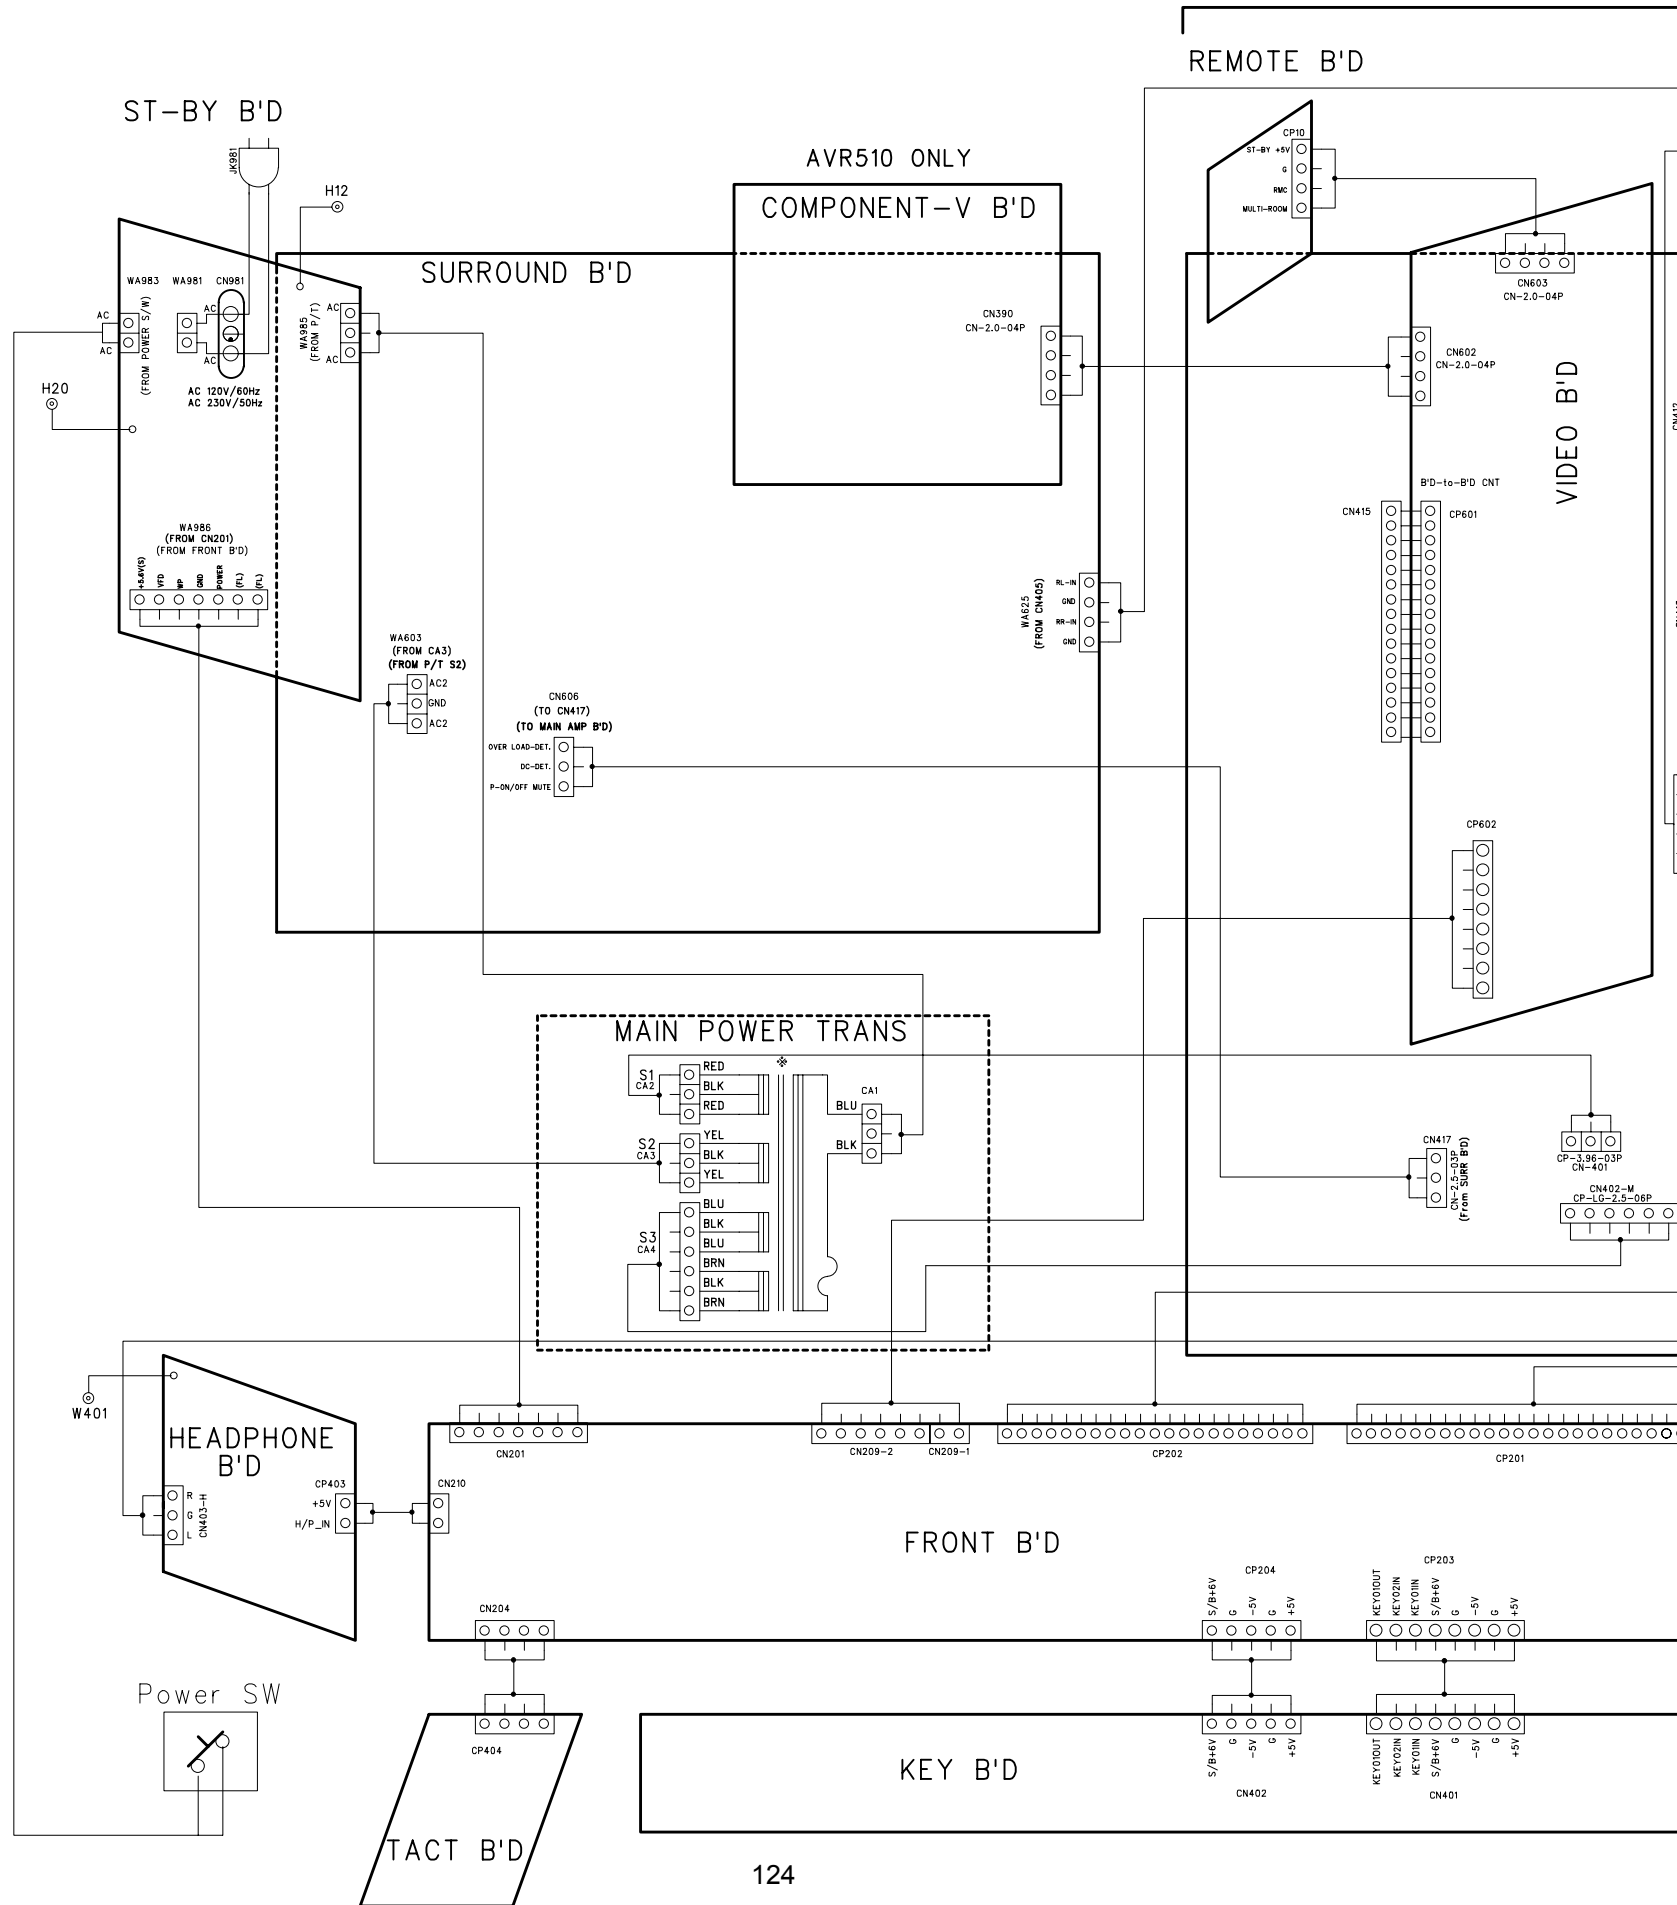 REMOTE B'D
ST-BY B'D
JK981
H12
AVR510 ONLY
COMPONENT-V B'D
CP10
ST-BY +5V
G
RMC
MULTI-ROOM
SURROUND B'D
WA983
WA981
CN981
AC
AC
(FROM POWER S/W)
AC
AC
AC 120V/60Hz
AC 230V/50Hz
WA985
(FROM P/T)
AC
AC
H20
CN390
CN-2.0-04P
CN603
CN-2.0-04P
CN602
CN-2.0-04P
VIDEO B'D
CN412
B'D-to-B'D CNT
CN415
CP601
WA986
(FROM CN201)
(FROM FRONT B'D)
+5.6V(S)
VFD
WP
GND
POWER
(FL)
(FL)
WA625
(FROM CN405)
RL-IN
GND
RR-IN
GND
WA603
(FROM CA3)
(FROM P/T S2)
AC2
GND
AC2
CN606
(TO CN417)
(TO MAIN AMP B'D)
OVER LOAD-DET.
DC-DET.
P-ON/OFF MUTE
CP602
MAIN POWER TRANS
S1
CA2
RED
BLK
RED
S2
CA3
YEL
BLK
YEL
S3
CA4
BLU
BLK
BLU
BRN
BLK
BRN
※
CA1
BLU
BLK
CN417
CN-2.5-03P
(From SURR B'D)
CP-3.96-03P
CN-401
CN402-M
CP-LG-2.5-06P
W401
HEADPHONE
B'D
R
G
L
CN403-H
CP403
+5V
H/P_IN
CN210
CN201
CN209-2
CN209-1
CP202
CP201
FRONT B'D
CN204
CP204
S/B+6V
G
-5V
G
+5V
CP203
KEY01OUT
KEY02IN
KEY01IN
S/B+6V
G
-5V
G
+5V
Power SW
CP404
TACT B'D
KEY B'D
S/B+6V
G
-5V
G
+5V
CN402
KEY01OUT
KEY02IN
KEY01IN
S/B+6V
G
-5V
G
+5V
CN401
124